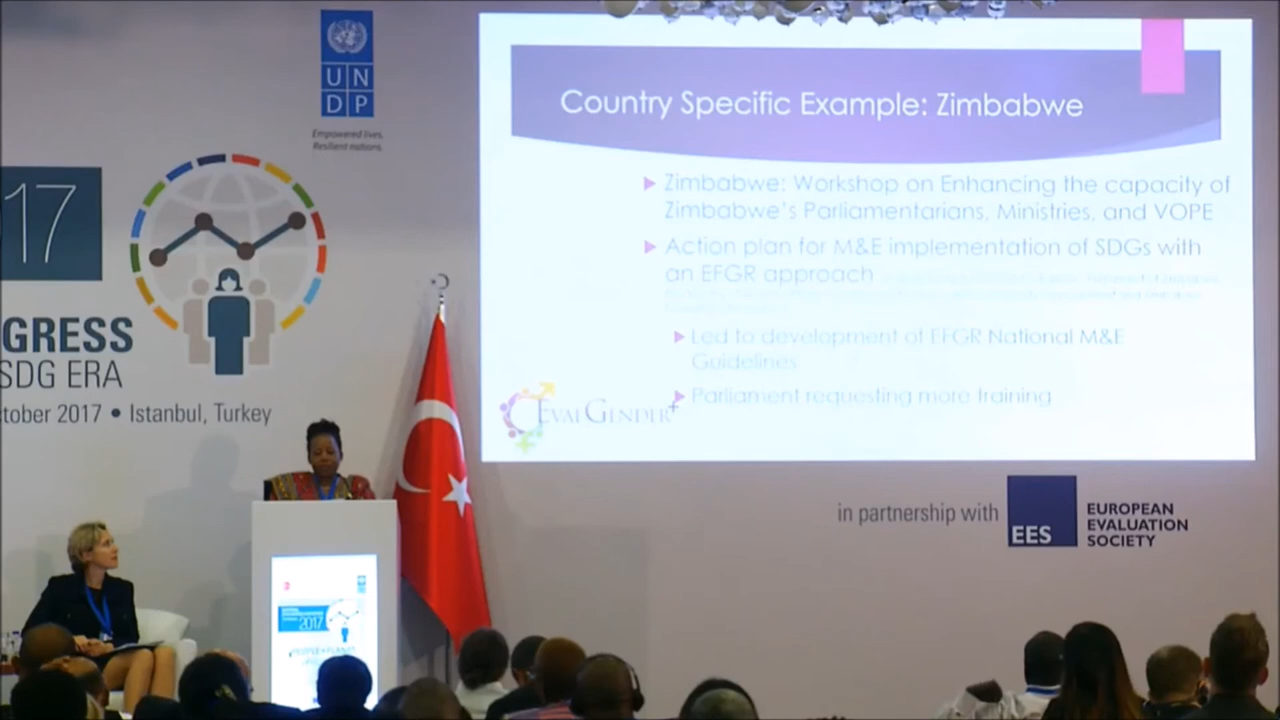 UN
DP
Empowered lives.
Resilient nations.
17
GRESS
SDG ERA
tober 2017 • Istanbul, Turkey
Country Specific Example: Zimbabwe
Zimbabwe: Workshop on Enhancing the capacity of
Zimbabwe's Parliamentarians, Ministries, and VOPE
Action plan for M&E implementation of SDGs with
an EFGR approach
Led to development of EFGR National M&E
Guidelines
Parliament requesting more training
EVALGENDER+
in partnership with
EES
EUROPEAN
EVALUATION
SOCIETY
2017